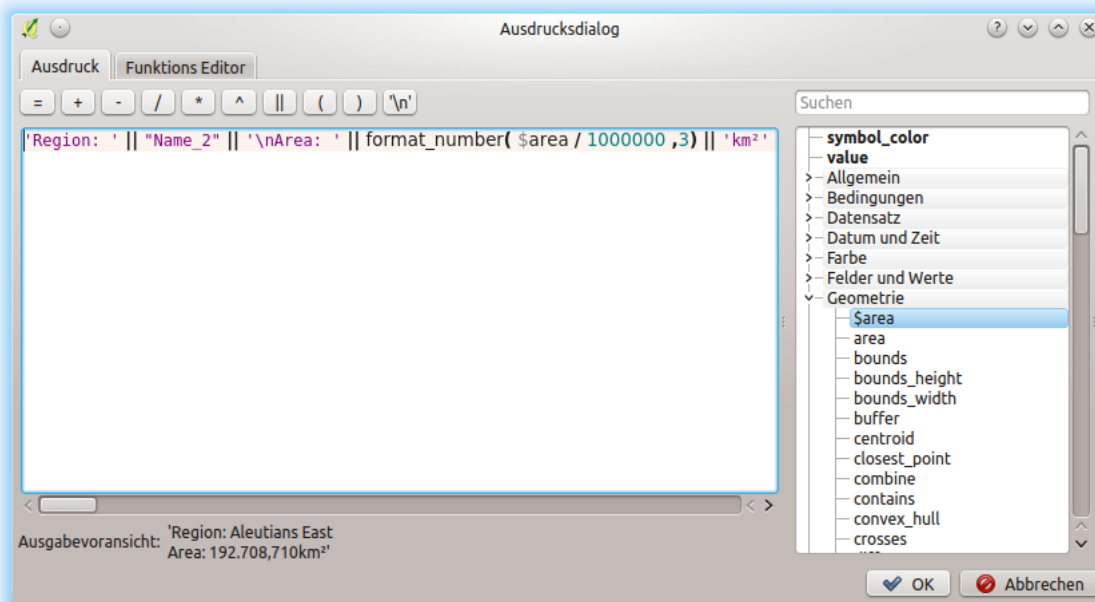 Ausdrucksdialog
Ausdruck Funktions Editor
= + - / * ^ || ( ) '\n'
'Region: ' || "Name_2" || '\nArea: ' || format_number( $area / 1000000 ,3) || 'km²'
Ausgabevoransicht: 'Region: Aleutians East
Area: 192.708,710km²'
Suchen
symbol_color
value
Allgemein
Bedingungen
Datensatz
Datum und Zeit
Farbe
Felder und Werte
Geometrie
$area
area
bounds
bounds_height
bounds_width
buffer
centroid
closest_point
combine
contains
convex_hull
crosses
OK Abbrechen